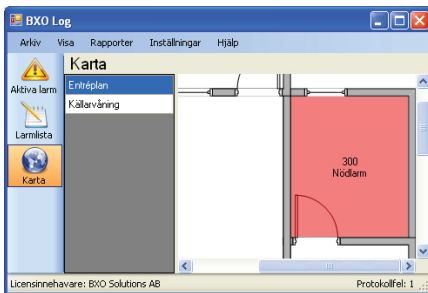 BXO Log
Arkiv Visa Rapporter Inställningar Hjälp
Aktiva larm
Larmlista
Karta
Karta
Entréplan
Källarvåning
300
Nödlarm
Licensinnehavare: BXO Solutions AB
Protokollfel: 1